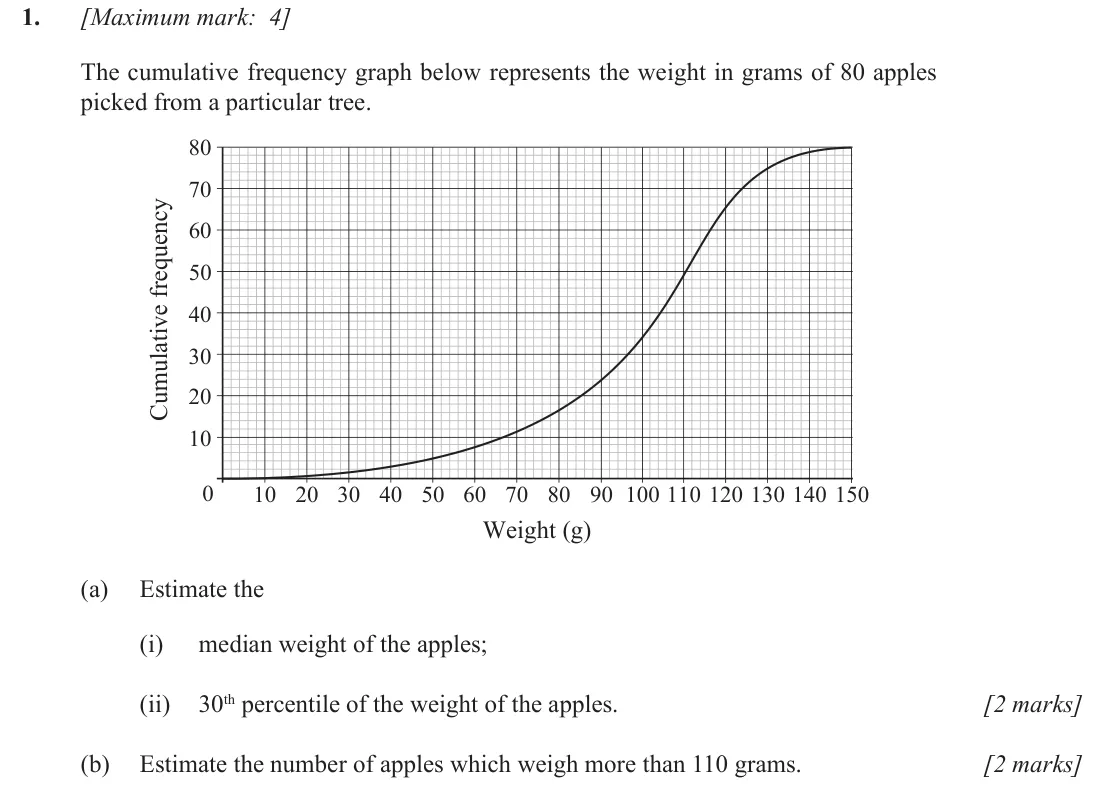 1. [Maximum mark: 4]
The cumulative frequency graph below represents the weight in grams of 80 apples
picked from a particular tree.
80
70
60
50
40
30
20
10
Cumulative frequency
0 10 20 30 40 50 60 70 80 90 100 110 120 130 140 150
Weight (g)
(a) Estimate the
(i) median weight of the apples;
(ii) 30th percentile of the weight of the apples. [2 marks]
(b) Estimate the number of apples which weigh more than 110 grams. [2 marks]